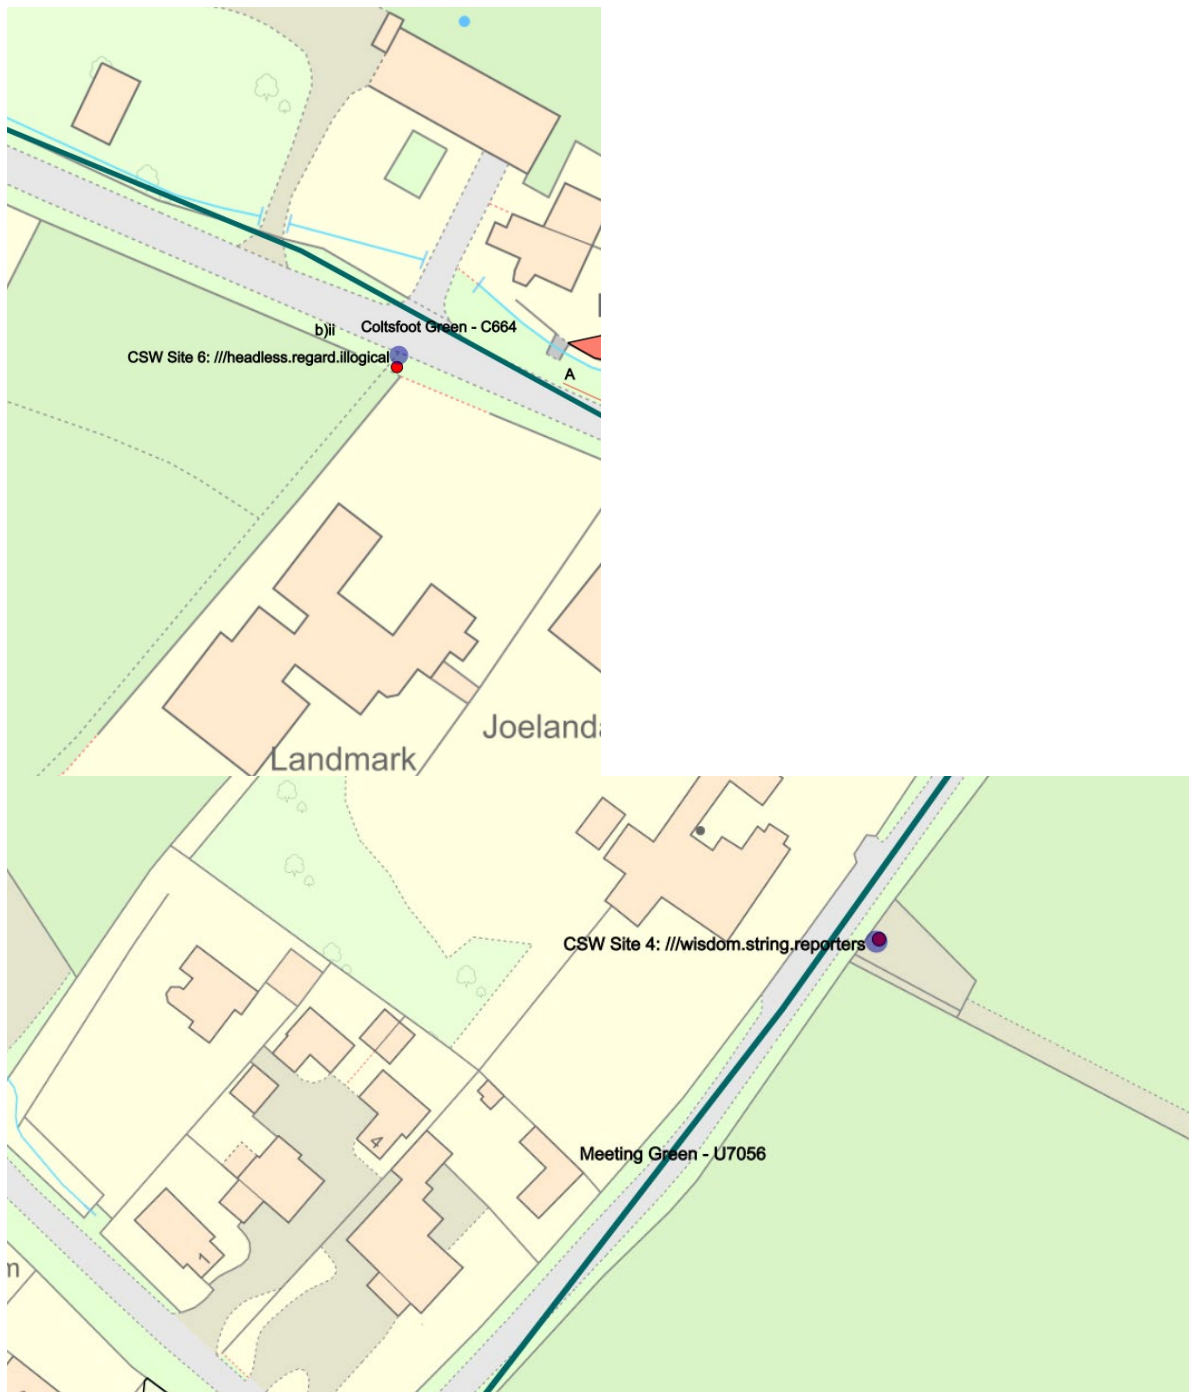 b)ii
Coltsfoot Green - C664
CSW Site 6: ///headless.regard.illogical
A
Joeland
Landmark
CSW Site 4: ///wisdom.string.reporters
4
Meeting Green - U7056
1
m